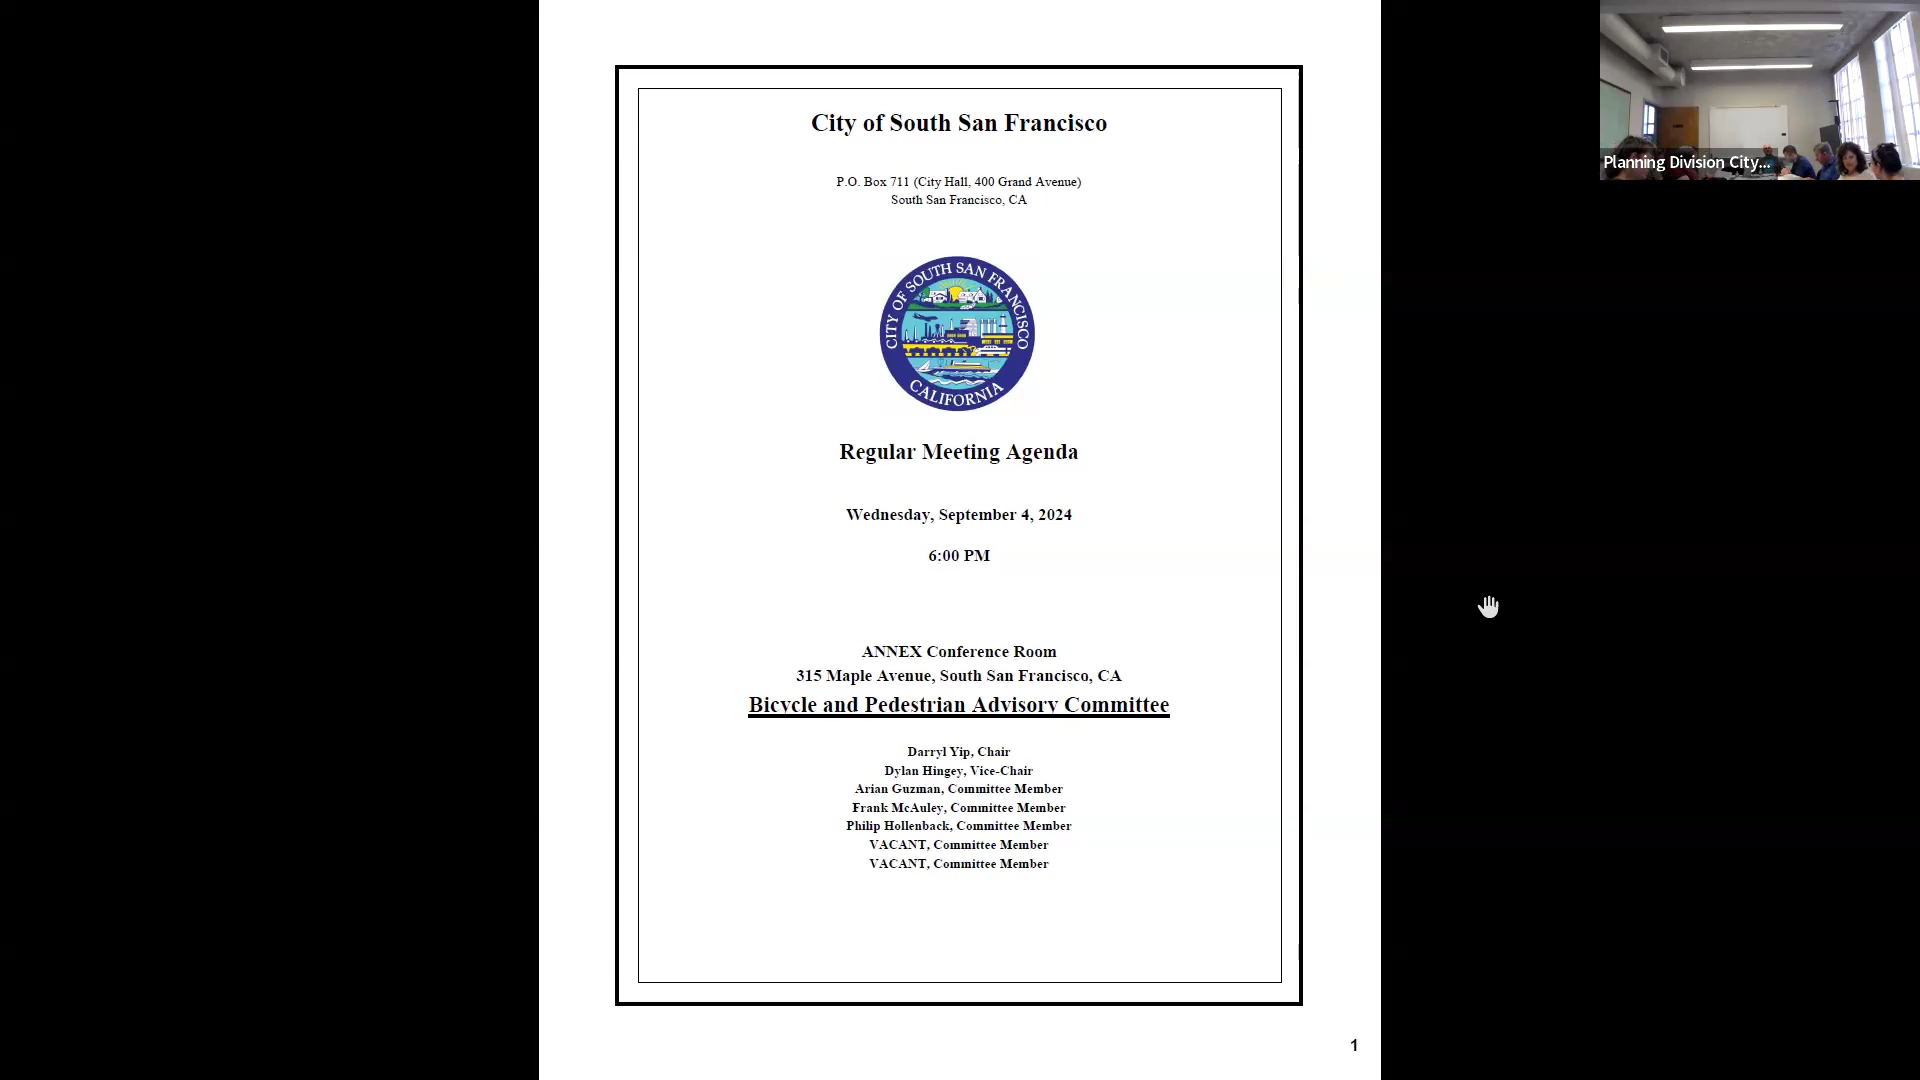 City of South San Francisco
P.O. Box 711 (City Hall, 400 Grand Avenue)
South San Francisco, CA
CITY OF SOUTH SAN FRANCISCO
CALIFORNIA
Regular Meeting Agenda
Wednesday, September 4, 2024
6:00 PM
ANNEX Conference Room
315 Maple Avenue, South San Francisco, CA
Bicycle and Pedestrian Advisory Committee
Darryl Yip, Chair
Dylan Hingey, Vice-Chair
Arian Guzman, Committee Member
Frank McAuley, Committee Member
Philip Hollenback, Committee Member
VACANT, Committee Member
VACANT, Committee Member
1
Planning Division City...